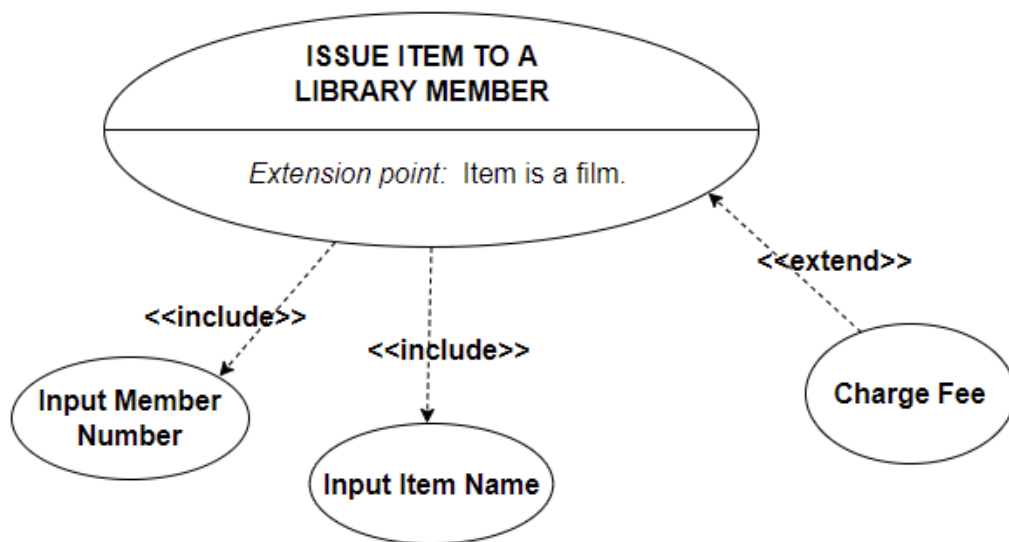 ISSUE ITEM TO A
LIBRARY MEMBER
Extension point: Item is a film.
<<extend>>
<<include>>
<<include>>
Input Member
Number
Charge Fee
Input Item Name